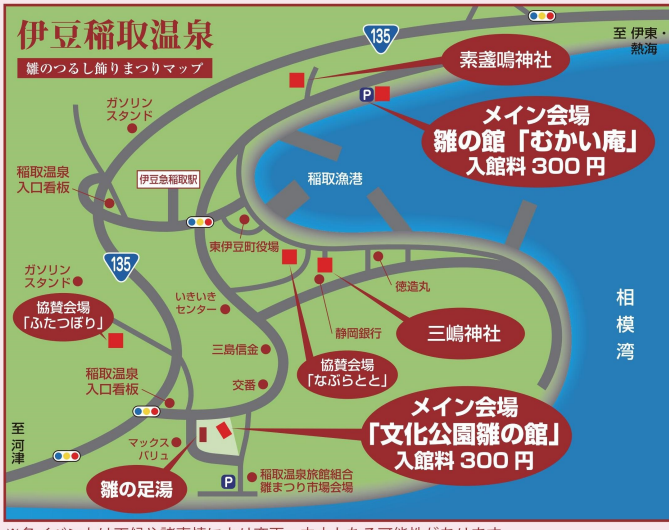 伊豆稲取温泉
雛のつるし飾りまつりマップ
135
至 伊東・
熱海
素盞嗚神社
P
メイン会場
雛の館「むかい庵」
入館料 300 円
ガソリン
スタンド
稲取温泉
入口看板
伊豆急稲取駅
稲取漁港
東伊豆町役場
135
ガソリン
スタンド
いきいき
センター
徳造丸
静岡銀行
相模湾
協賛会場
「ふたつぼり」
三嶋神社
三島信金
協賛会場
「なぶらとと」
稲取温泉
入口看板
交番
至 河津
マックス
バリュ
メイン会場
「文化公園雛の館」
入館料 300 円
雛の足湯
P
稲取温泉旅館組合
雛まつり市場会場